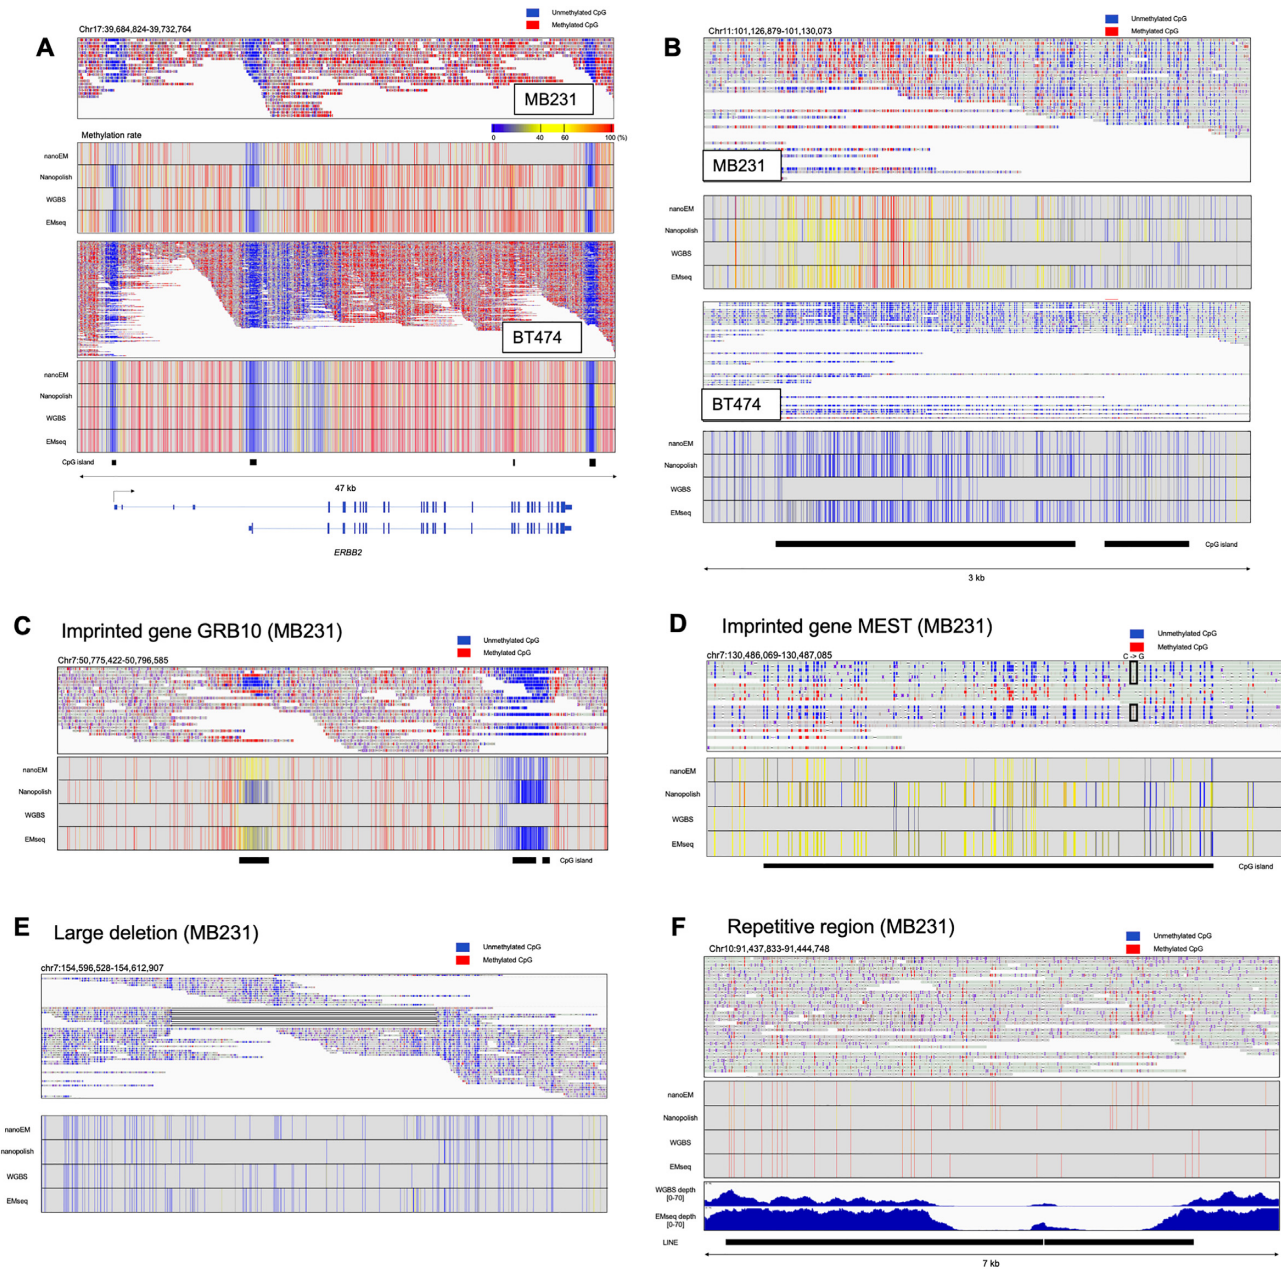 A
Chr17:39,684,824-39,732,764
Unmethylated CpG
Methylated CpG
MB231
Methylation rate
0 40 60 100 (%)
nanoEM
Nanopolish
WGBS
EMseq
BT474
nanoEM
Nanopolish
WGBS
EMseq
CpG island
47 kb
ERBB2
B
Chr11:101,126,879-101,130,073
Unmethylated CpG
Methylated CpG
MB231
nanoEM
Nanopolish
WGBS
EMseq
BT474
nanoEM
Nanopolish
WGBS
EMseq
CpG island
3 kb
C
Imprinted gene GRB10 (MB231)
Unmethylated CpG
Methylated CpG
Chr7:50,775,422-50,796,585
nanoEM
Nanopolish
WGBS
EMseq
CpG island
D
Imprinted gene MEST (MB231)
Unmethylated CpG
Methylated CpG
chr7:130,486,069-130,487,085
C -> G
nanoEM
Nanopolish
WGBS
EMseq
CpG island
E
Large deletion (MB231)
Unmethylated CpG
Methylated CpG
chr7:154,596,528-154,612,907
nanoEM
nanopolish
WGBS
EMseq
F
Repetitive region (MB231)
Unmethylated CpG
Methylated CpG
Chr10:91,437,833-91,444,748
nanoEM
Nanopolish
WGBS
EMseq
WGBS depth
[0-70]
EMseq depth
[0-70]
LINE
7 kb